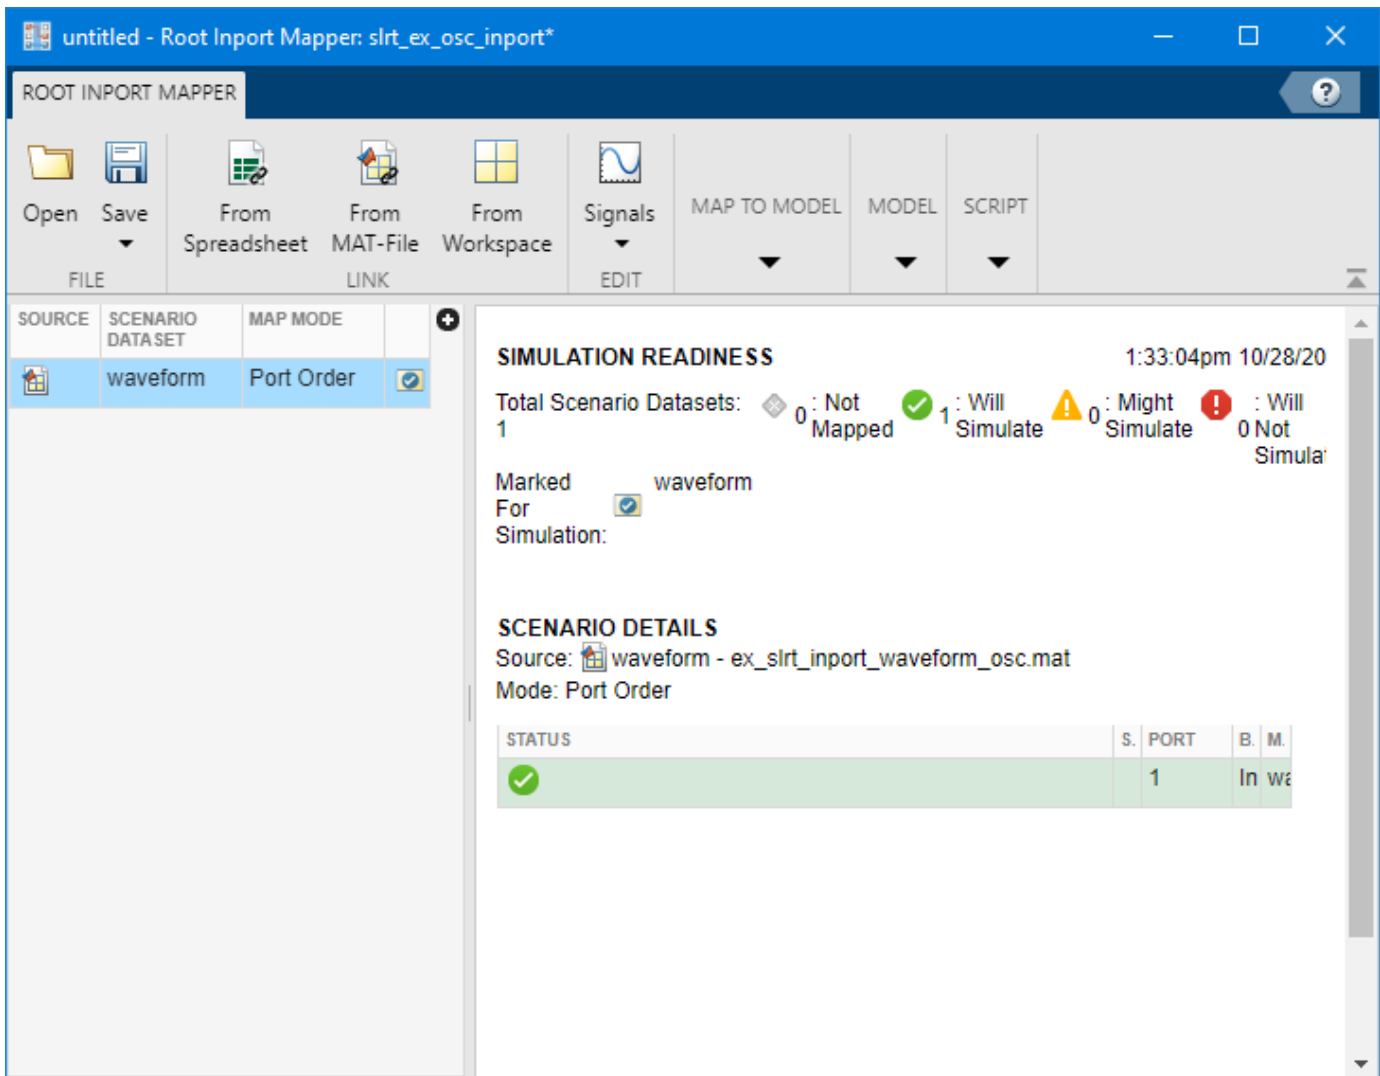 untitled - Root Inport Mapper: slrt_ex_osc_inport*
ROOT INPORT MAPPER
?
Open
Save
From
Spreadsheet
From
MAT-File
From
Workspace
Signals
MAP TO MODEL
MODEL
SCRIPT
FILE
LINK
EDIT
SOURCE
SCENARIO
DATASET
MAP MODE
waveform
Port Order
SIMULATION READINESS
1:33:04pm 10/28/20
Total Scenario Datasets:
1
0 : Not
Mapped
1 : Will
Simulate
0 : Might
Simulate
0 : Will
Not
Simulat
Marked
For
Simulation:
waveform
SCENARIO DETAILS
Source: waveform - ex_slrt_inport_waveform_osc.mat
Mode: Port Order
STATUS S. PORT B. M.
1 In wa